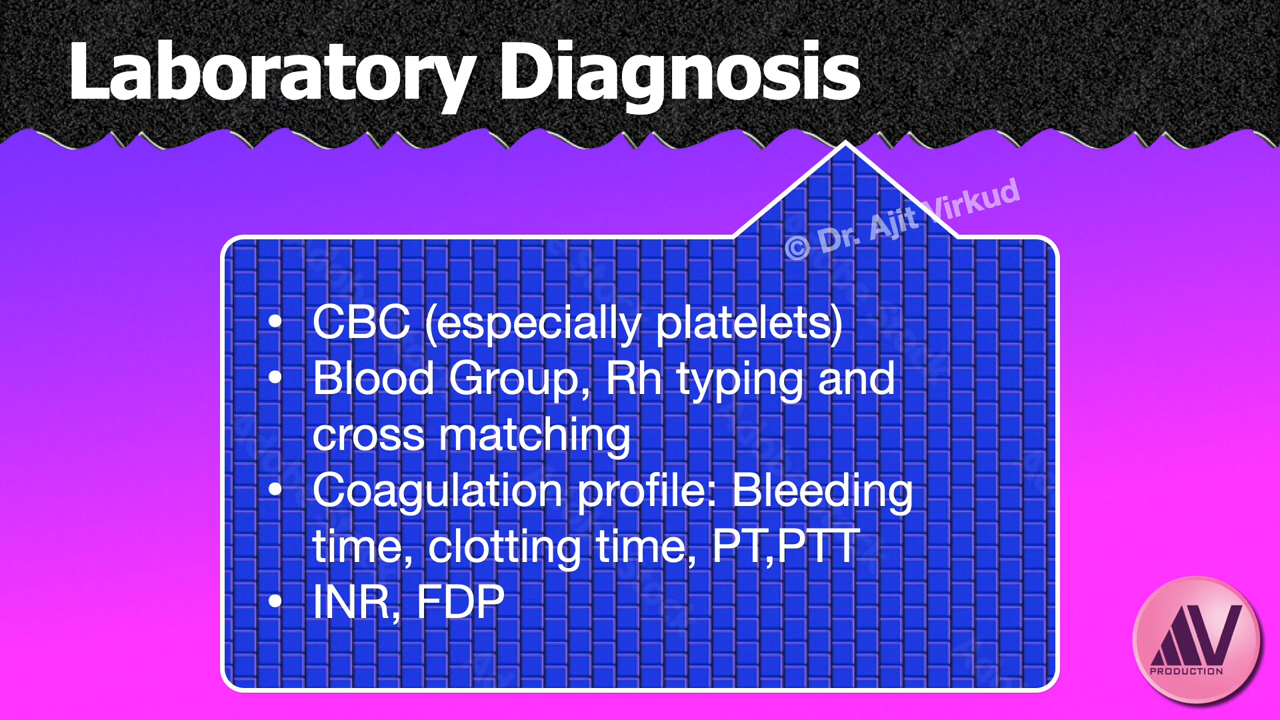 Laboratory Diagnosis
© Dr. Ajit Virkud
• CBC (especially platelets)
• Blood Group, Rh typing and
cross matching
• Coagulation profile: Bleeding
time, clotting time, PT,PTT
• INR, FDP
AV
PRODUCTION